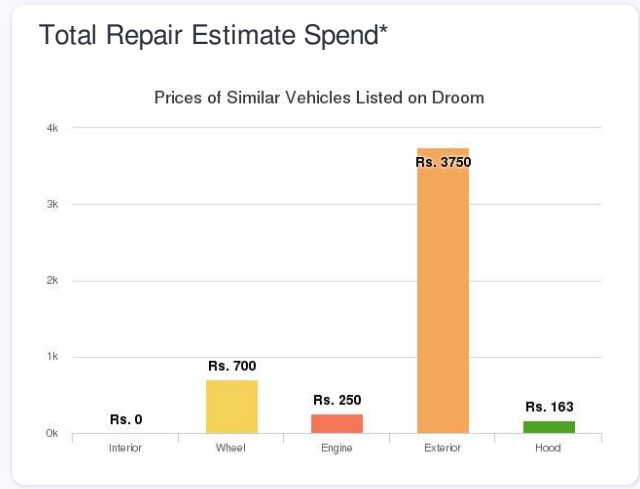 Total Repair Estimate Spend*
Prices of Similar Vehicles Listed on Droom
4k
3k
2k
1k
0k
Rs. 0
Rs. 700
Rs. 250
Rs. 3750
Rs. 163
Interior
Wheel
Engine
Exterior
Hood